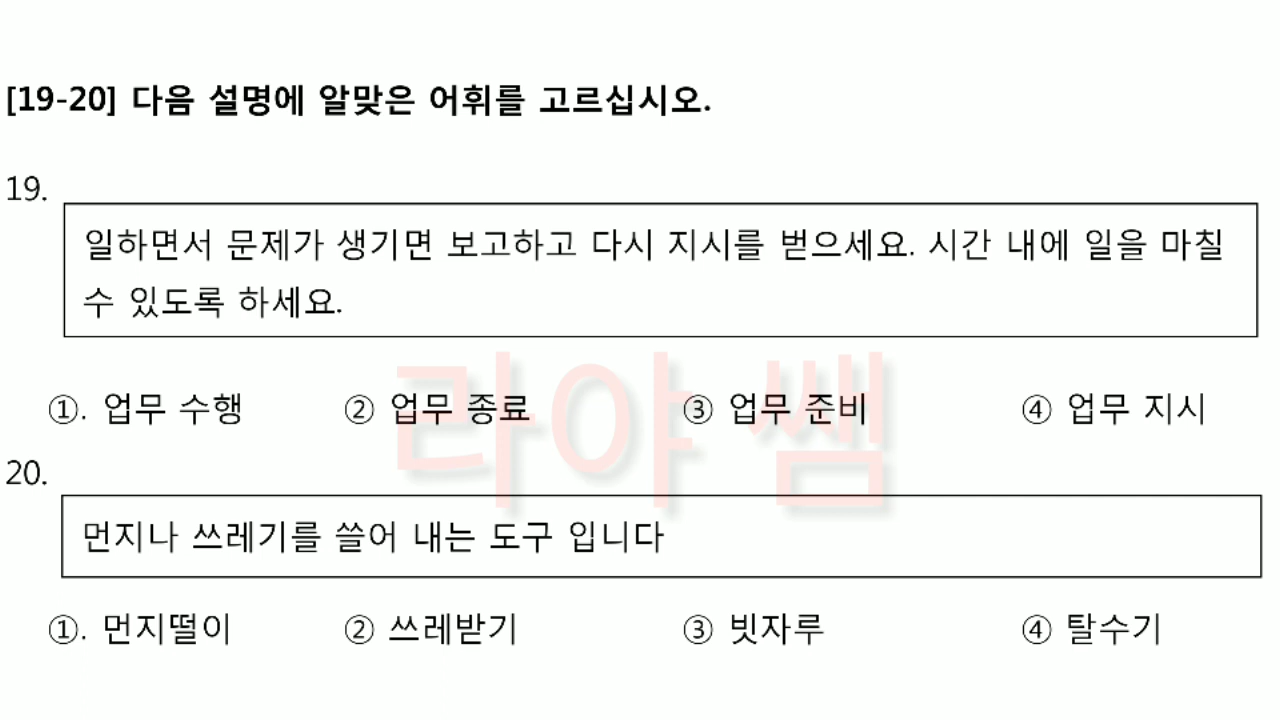 [19-20] 다음 설명에 알맞은 어휘를 고르십시오.
19.
일하면서 문제가 생기면 보고하고 다시 지시를 벋으세요. 시간 내에 일을 마칠
수 있도록 하세요.
①. 업무 수행 ② 업무 종료 ③ 업무 준비 ④ 업무 지시
라야 쌤
20.
먼지나 쓰레기를 쓸어 내는 도구 입니다
①. 먼지떨이 ② 쓰레받기 ③ 빗자루 ④ 탈수기